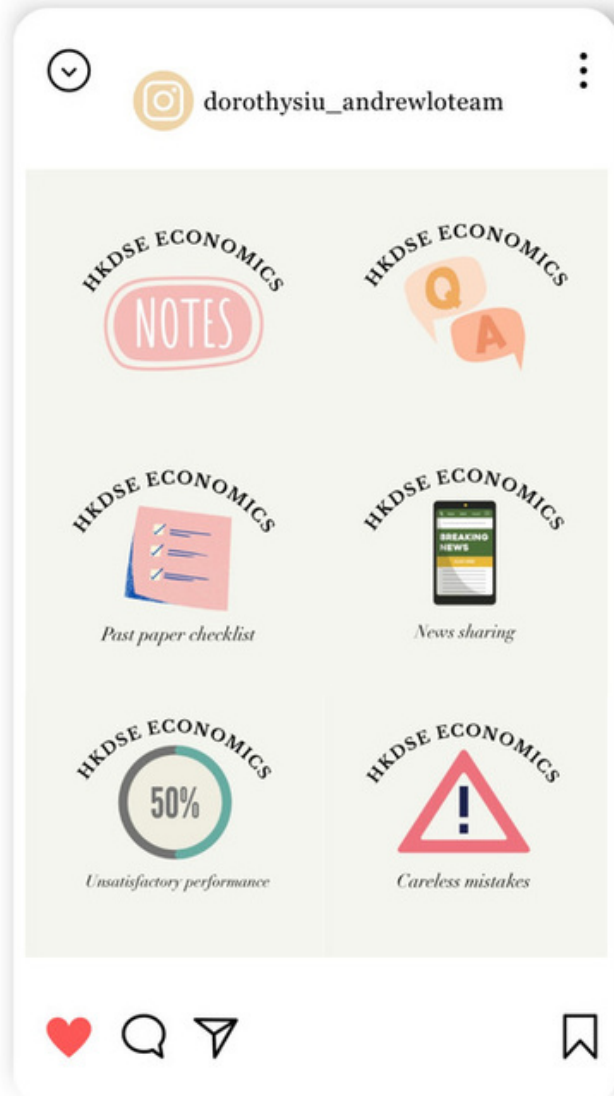 dorothysiu_andrewloteam
HKDSE ECONOMICS
NOTES
HKDSE ECONOMICS
Q
A
HKDSE ECONOMICS
Past paper checklist
HKDSE ECONOMICS
BREAKING
NEWS
News sharing
HKDSE ECONOMICS
50%
Unsatisfactory performance
HKDSE ECONOMICS
!
Careless mistakes